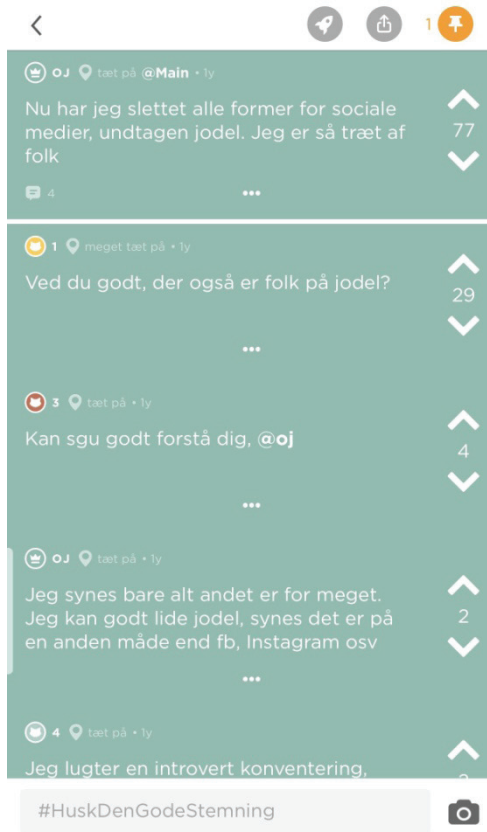 1
OJ tæt på @Main • 1y
Nu har jeg slettet alle former for sociale
medier, undtagen jodel. Jeg er så træt af
folk
77
4
1 meget tæt på • 1y
Ved du godt, der også er folk på jodel?
29
3 tæt på • 1y
Kan sgu godt forstå dig, @oj
4
OJ tæt på • 1y
Jeg synes bare alt andet er for meget.
Jeg kan godt lide jodel, synes det er på
en anden måde end fb, Instagram osv
2
4 tæt på • 1y
Jeg lugter en introvert konventering,
#HuskDenGodeStemning